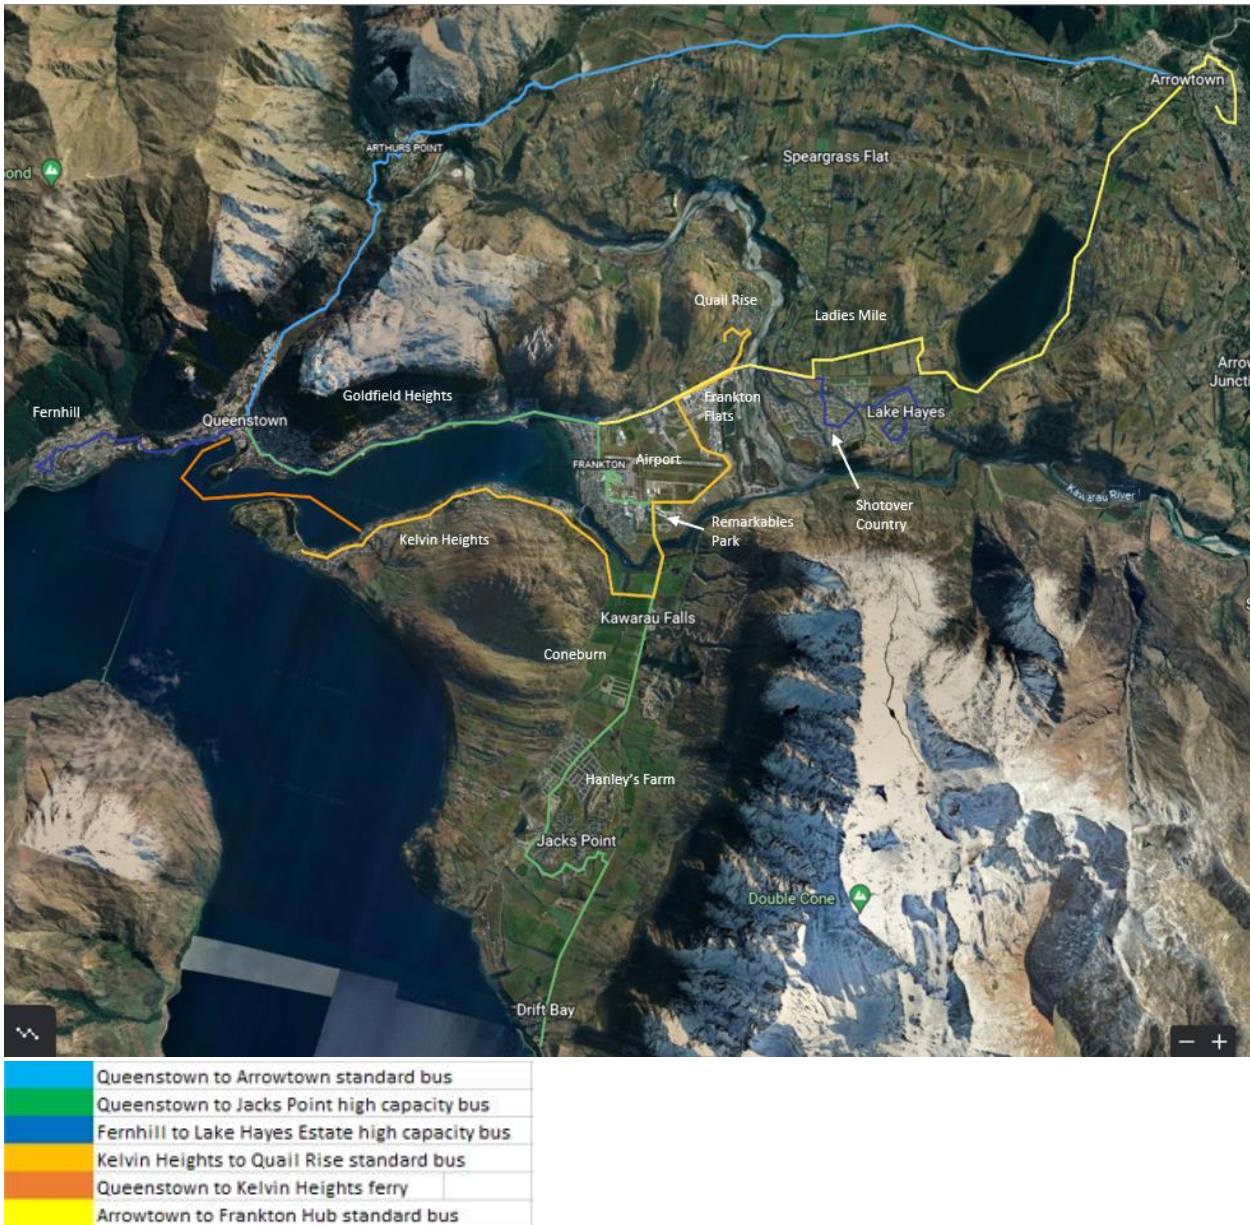 Arrowtown
ARTHURS POINT
Speargrass Flat
ond
Quail Rise
Ladies Mile
Arrow
Juncti
Goldfield Heights
Fernhill
Queenstown
Frankton
Flats
Lake Hayes
FRANKTON
Airport
Kawarau River
Shotover
Country
Remarkables
Park
Kelvin Heights
Kawarau Falls
Coneburn
Hanley's Farm
Jacks Point
Double Cone
Drift Bay
Queenstown to Arrowtown standard bus
Queenstown to Jacks Point high capacity bus
Fernhill to Lake Hayes Estate high capacity bus
Kelvin Heights to Quail Rise standard bus
Queenstown to Kelvin Heights ferry
Arrowtown to Frankton Hub standard bus